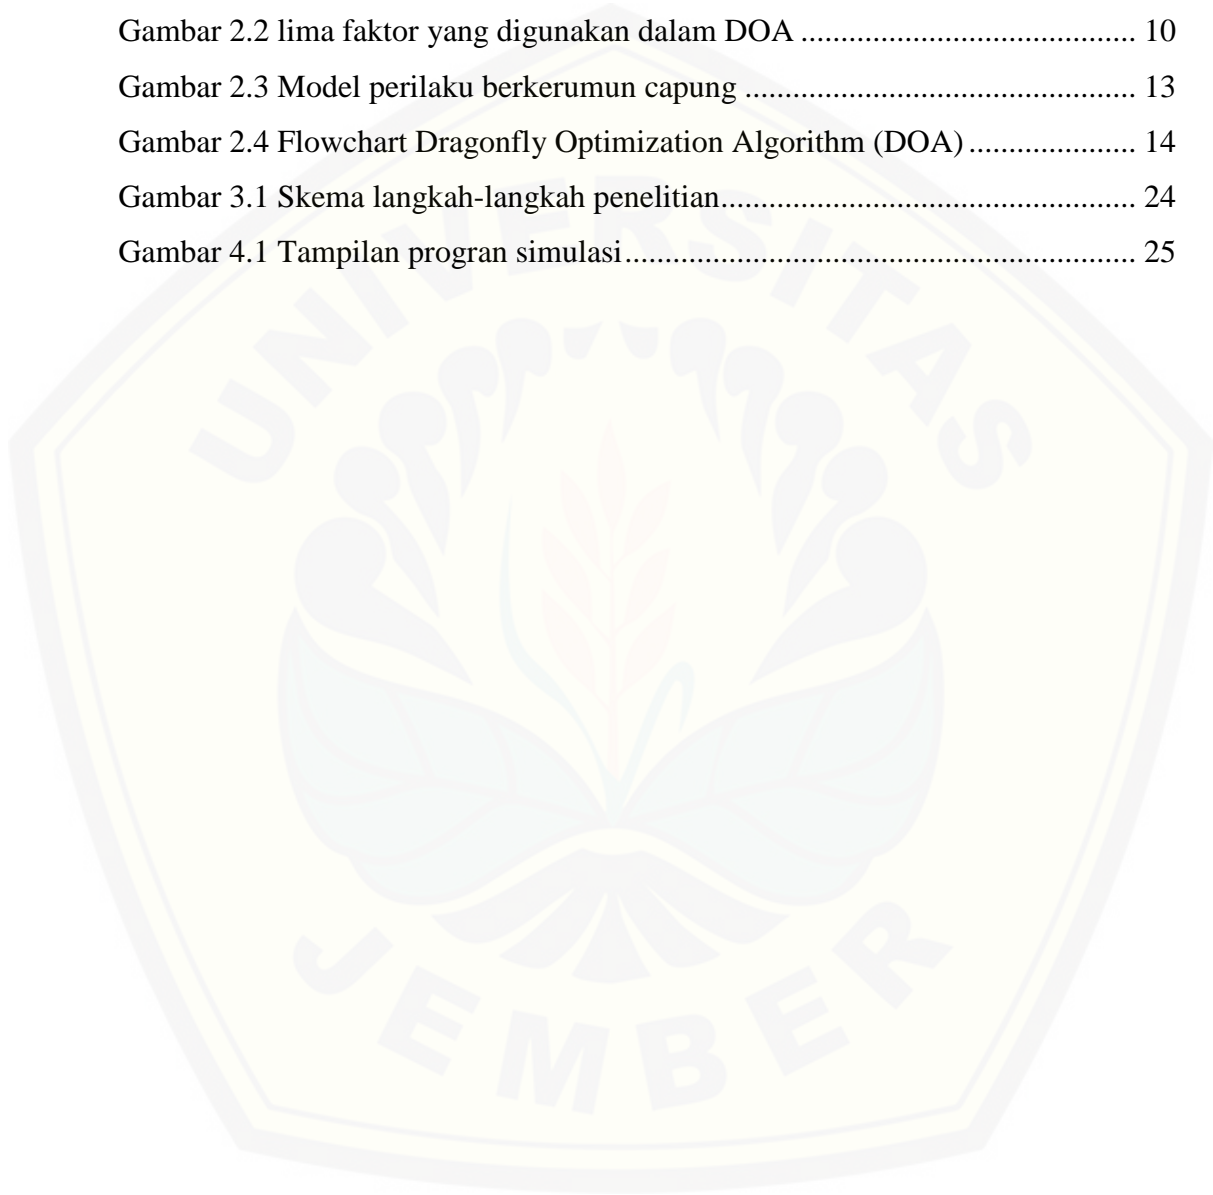 Gambar 2.2 lima faktor yang digunakan dalam DOA .......................................... 10
Gambar 2.3 Model perilaku berkerumun capung ................................................. 13
Gambar 2.4 Flowchart Dragonfly Optimization Algorithm (DOA) ..................... 14
Gambar 3.1 Skema langkah-langkah penelitian.................................................... 24
Gambar 4.1 Tampilan progran simulasi................................................................ 25
UNIVERSITAS
JEMBER